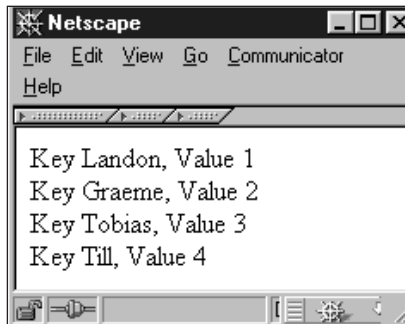 Netscape
File Edit View Go Communicator
Help
Key Landon, Value 1
Key Graeme, Value 2
Key Tobias, Value 3
Key Till, Value 4